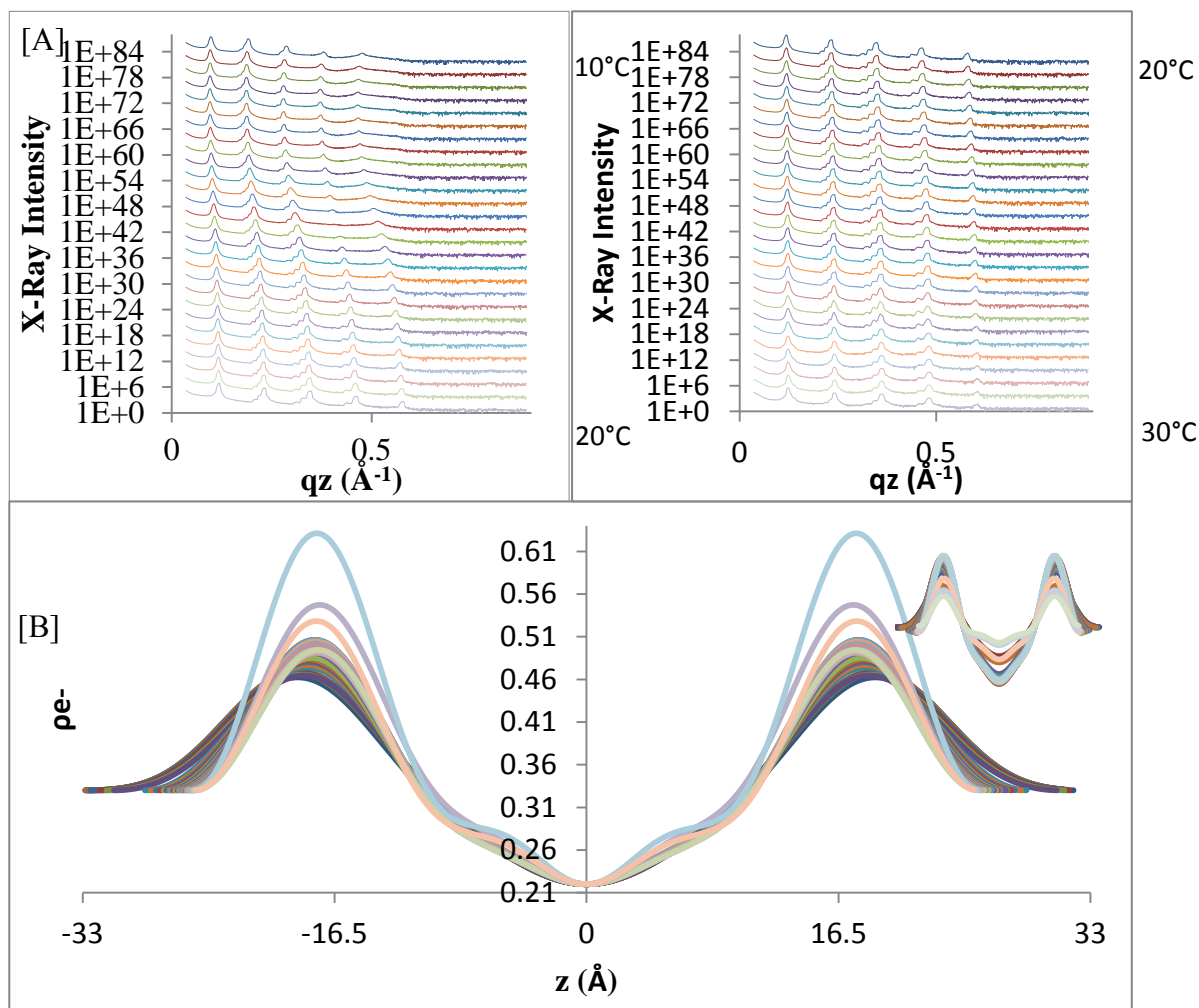 [A]
X-Ray Intensity
1E+84
1E+78
1E+72
1E+66
1E+60
1E+54
1E+48
1E+42
1E+36
1E+30
1E+24
1E+18
1E+12
1E+6
1E+0
0
0.5
qz (Å-1)
10°C
20°C
X-Ray Intensity
1E+84
1E+78
1E+72
1E+66
1E+60
1E+54
1E+48
1E+42
1E+36
1E+30
1E+24
1E+18
1E+12
1E+6
1E+0
0
0.5
qz (Å-1)
20°C
30°C
[B]
ρe-
0.61
0.56
0.51
0.46
0.41
0.36
0.31
0.26
0.21
-33
-16.5
0
16.5
33
z (Å)